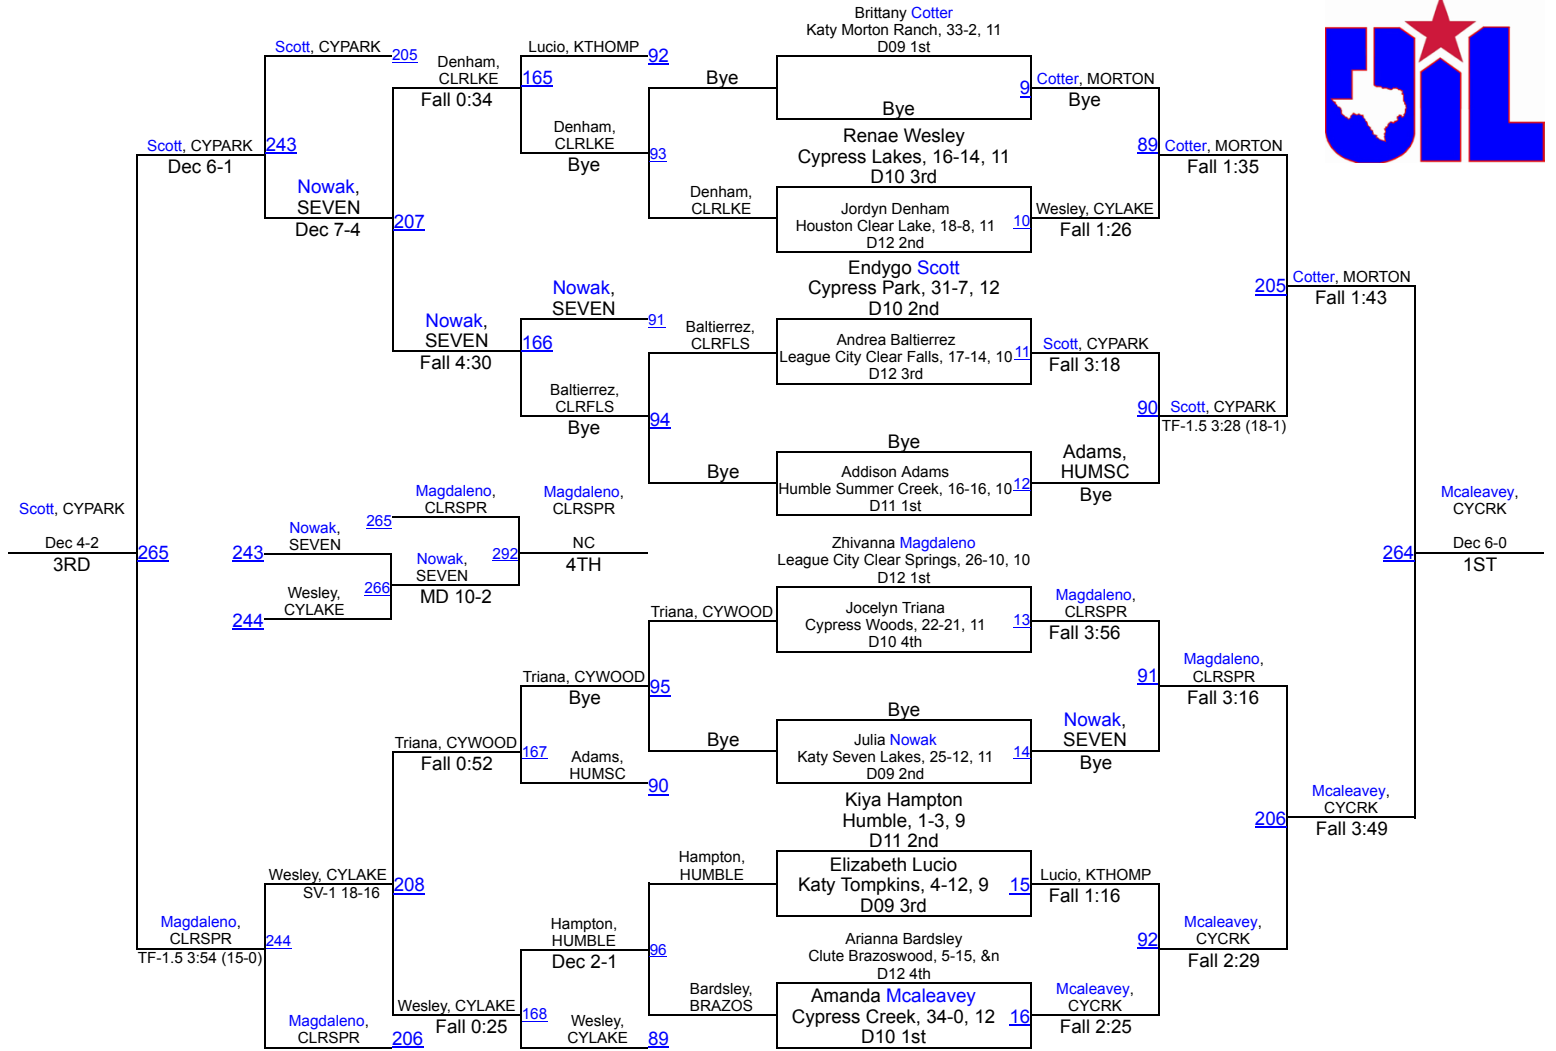 Brittany Cotter
Katy Morton Ranch, 33-2, 11
D09 1st
Bye
Renae Wesley
Cypress Lakes, 16-14, 11
D10 3rd
Jordyn Denham
Houston Clear Lake, 18-8, 11
D12 2nd
Endygo Scott
Cypress Park, 31-7, 12
D10 2nd
Andrea Baltierrez
League City Clear Falls, 17-14, 10
D12 3rd
Bye
Addison Adams
Humble Summer Creek, 16-16, 10
D11 1st
Zhivanna Magdaleno
League City Clear Springs, 26-10, 10
D12 1st
Jocelyn Triana
Cypress Woods, 22-21, 11
D10 4th
Bye
Julia Nowak
Katy Seven Lakes, 25-12, 11
D09 2nd
Kiya Hampton
Humble, 1-3, 9
D11 2nd
Elizabeth Lucio
Katy Tompkins, 4-12, 9
D09 3rd
Arianna Bardsley
Clute Brazoswood, 5-15, &n
D12 4th
Amanda Mcaleavey
Cypress Creek, 34-0, 12
D10 1st
9
Cotter, MORTON
Bye
10
Wesley, CYLAKE
Fall 1:26
11
Scott, CYPARK
Fall 3:18
12
Adams,
HUMSC
Bye
13
Magdaleno,
CLRSPR
Fall 3:56
14
Nowak,
SEVEN
Bye
15
Lucio, KTHOMP
Fall 1:16
16
Mcaleavey,
CYCRK
Fall 2:25
89
Cotter, MORTON
Fall 1:35
90
Scott, CYPARK
TF-1.5 3:28 (18-1)
91
Magdaleno,
CLRSPR
Fall 3:16
92
Mcaleavey,
CYCRK
Fall 2:29
205
Cotter, MORTON
Fall 1:43
206
Mcaleavey,
CYCRK
Fall 3:49
264
Mcaleavey,
CYCRK
Dec 6-0
1ST
UIL
Bye
Denham,
CLRLKE
93
Baltierrez,
CLRFLS
Bye
94
Triana, CYWOOD
Bye
95
Hampton,
HUMBLE
Bardsley,
BRAZOS
96
Lucio, KTHOMP
92
Denham,
CLRLKE
Bye
165
Nowak,
SEVEN
91
Baltierrez,
CLRFLS
Bye
166
Triana, CYWOOD
Bye
Adams,
HUMSC
90
167
Hampton,
HUMBLE
Dec 2-1
Wesley,
CYLAKE
89
168
Denham,
CLRLKE
Fall 0:34
Nowak,
SEVEN
Fall 4:30
207
Triana, CYWOOD
Fall 0:52
Wesley, CYLAKE
Fall 0:25
208
Scott, CYPARK
205
Nowak,
SEVEN
Dec 7-4
243
Wesley, CYLAKE
SV-1 18-16
Magdaleno,
CLRSPR
206
244
Scott, CYPARK
Dec 6-1
Magdaleno,
CLRSPR
TF-1.5 3:54 (15-0)
265
Scott, CYPARK
Dec 4-2
3RD
243
Nowak,
SEVEN
244
Wesley,
CYLAKE
266
265
Magdaleno,
CLRSPR
Nowak,
SEVEN
MD 10-2
292
Magdaleno,
CLRSPR
NC
4TH